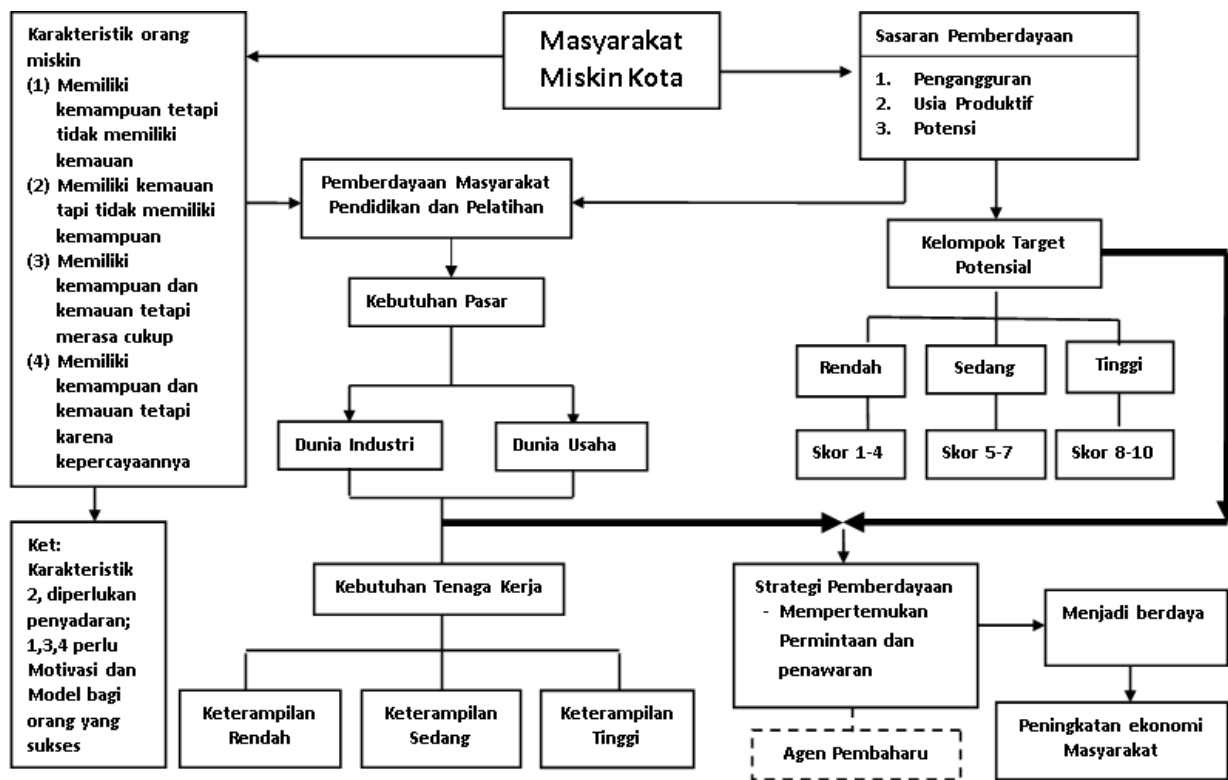 Karakteristik orang
miskin
(1) Memiliki
kemampuan tetapi
tidak memiliki
kemauan
(2) Memiliki kemauan
tapi tidak memiliki
kemampuan
(3) Memiliki
kemampuan dan
kemauan tetapi
merasa cukup
(4) Memiliki
kemampuan dan
kemauan tetapi
karena
kepercayaannya
Masyarakat
Miskin Kota
Sasaran Pemberdayaan
1. Pengangguran
2. Usia Produktif
3. Potensi
Pemberdayaan Masyarakat
Pendidikan dan Pelatihan
Kelompok Target
Potensial
Kebutuhan Pasar
Rendah
Sedang
Tinggi
Dunia Industri
Dunia Usaha
Skor 1-4
Skor 5-7
Skor 8-10
Ket:
Karakteristik
2, diperlukan
penyadaran;
1,3,4 perlu
Motivasi dan
Model bagi
orang yang
sukses
Kebutuhan Tenaga Kerja
Strategi Pemberdayaan
- Mempertemukan
Permintaan dan
penawaran
Menjadi berdaya
Keterampilan
Rendah
Keterampilan
Sedang
Keterampilan
Tinggi
Agen Pembaharu
Peningkatan ekonomi
Masyarakat